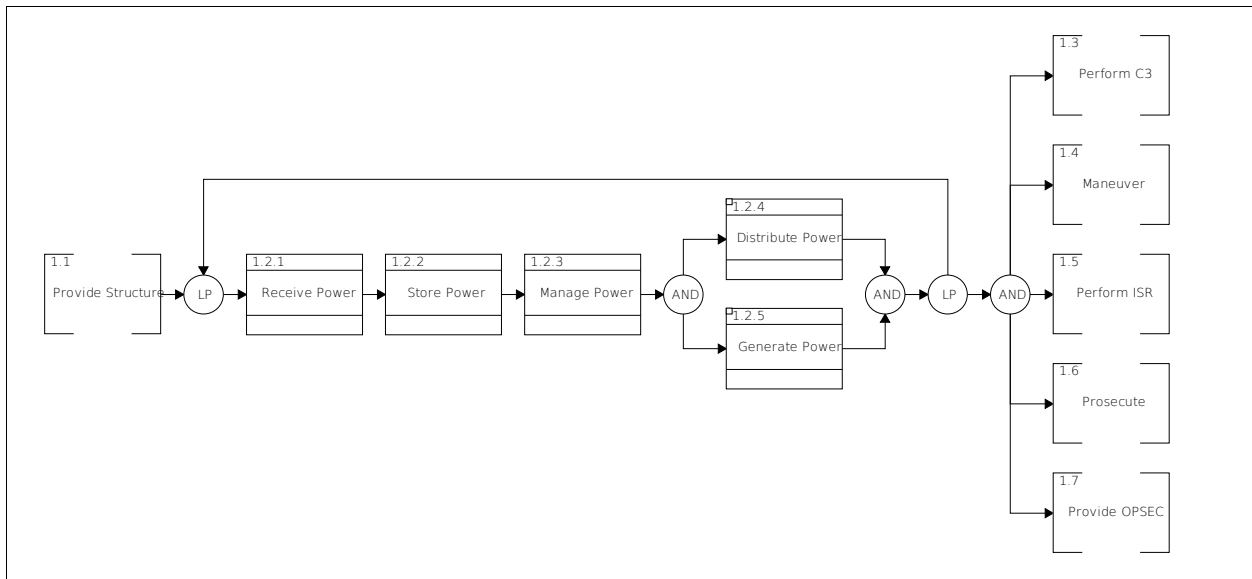 1.1
Provide Structure
LP
1.2.1
Receive Power
1.2.2
Store Power
1.2.3
Manage Power
AND
1.2.4
Distribute Power
1.2.5
Generate Power
AND
LP
AND
1.3
Perform C3
1.4
Maneuver
1.5
Perform ISR
1.6
Prosecute
1.7
Provide OPSEC